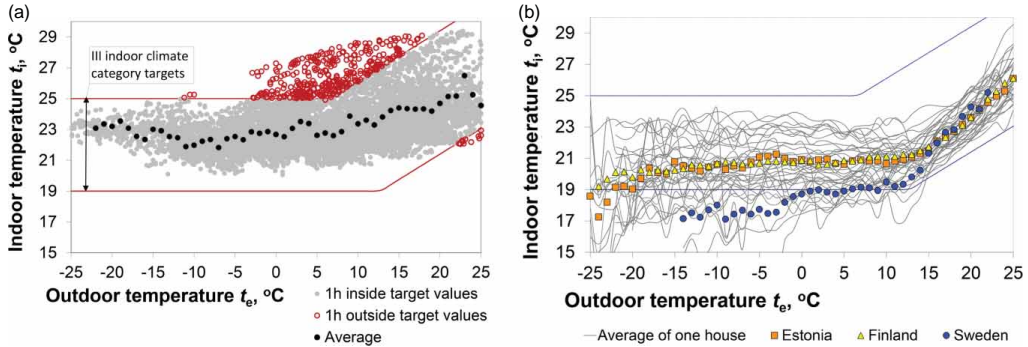 (a)
Indoor temperature ti, °C
29
27
25
23
21
19
17
15
III indoor climate
category targets
-25 -20 -15 -10 -5 0 5 10 15 20 25
Outdoor temperature te, °C
1h inside target values
1h outside target values
Average
(b)
Indoor temperature ti, °C
29
27
25
23
21
19
17
15
-25 -20 -15 -10 -5 0 5 10 15 20 25
Outdoor temperature te, °C
Average of one house Estonia Finland Sweden